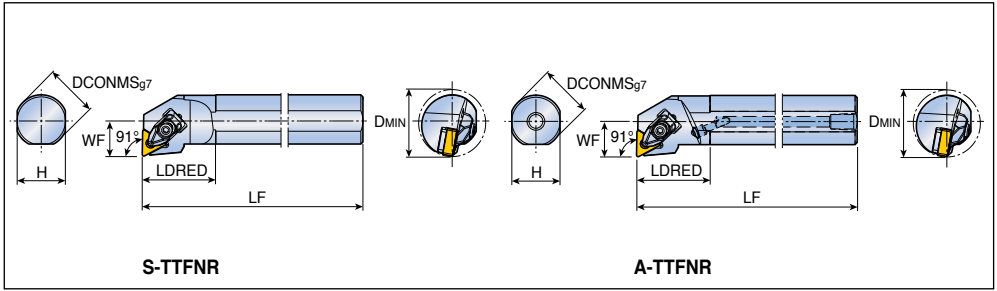 DCONMSg7
WF
91°
H
LDRED
LF
DMIN
S-TTFNR
DCONMSg7
WF
91°
H
LDRED
LF
DMIN
A-TTFNR